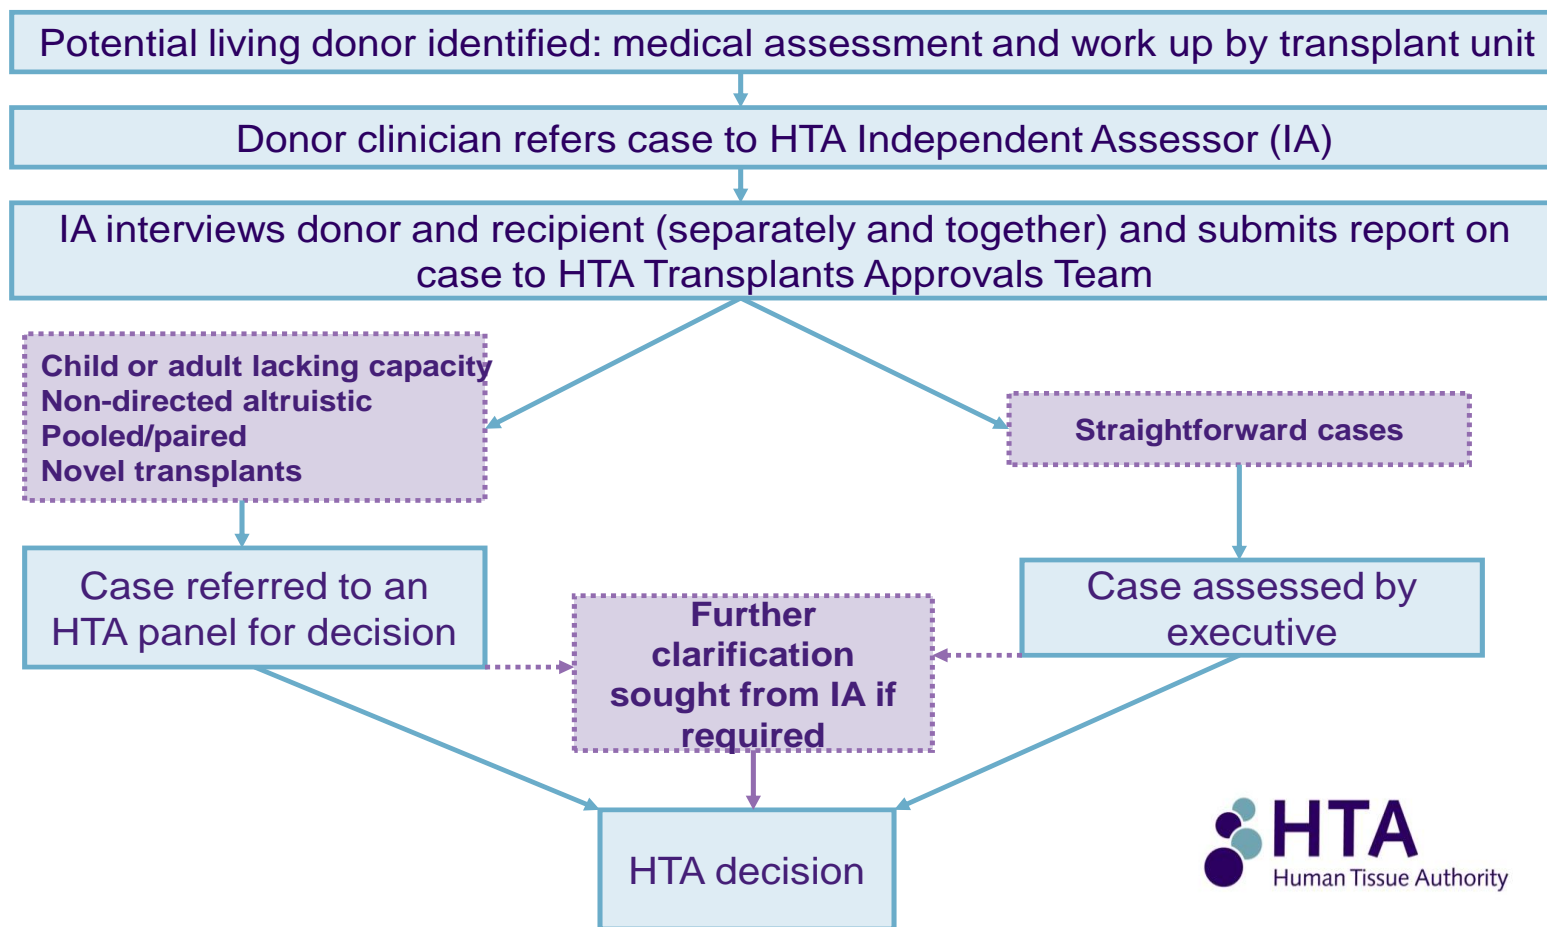 Potential living donor identified: medical assessment and work up by transplant unit
Donor clinician refers case to HTA Independent Assessor (IA)
IA interviews donor and recipient (separately and together) and submits report on
case to HTA Transplants Approvals Team
Child or adult lacking capacity
Non-directed altruistic
Pooled/paired
Novel transplants
Straightforward cases
Case referred to an
HTA panel for decision
Further
clarification
sought from IA if
required
Case assessed by
executive
HTA decision
HTA
Human Tissue Authority